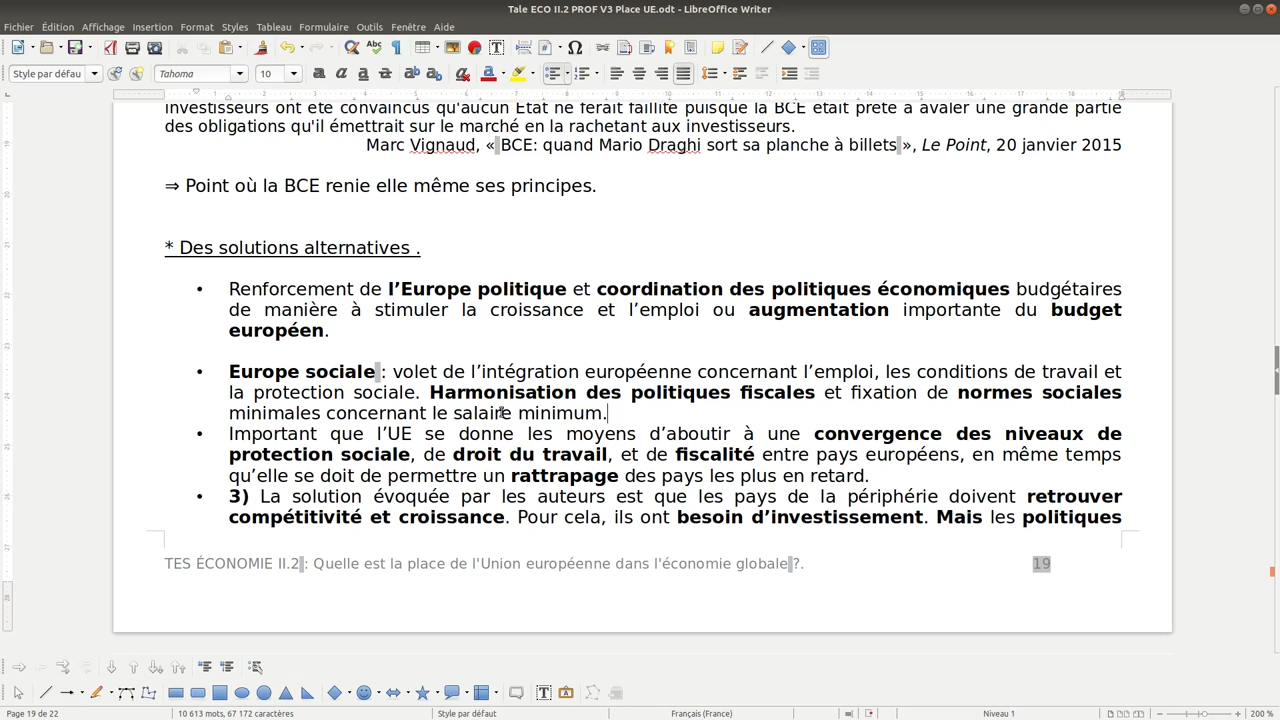 Tale ECO II.2 PROF V3 Place UE.odt - LibreOffice Writer
Fichier Édition Affichage Insertion Format Styles Tableau Formulaire Outils Fenêtre Aide
Style par défau Tahoma 10
investisseurs ont été convaincus qu'aucun État ne ferait faillite puisque la BCE était prête à avaler une grande partie
des obligations qu'il émettrait sur le marché en la rachetant aux investisseurs.
Marc Vignaud, « BCE: quand Mario Draghi sort sa planche à billets », Le Point, 20 janvier 2015
⇒ Point où la BCE renie elle même ses principes.
* Des solutions alternatives .
• Renforcement de l’Europe politique et coordination des politiques économiques budgétaires
de manière à stimuler la croissance et l’emploi ou augmentation importante du budget
européen.
• Europe sociale : volet de l’intégration européenne concernant l’emploi, les conditions de travail et
la protection sociale. Harmonisation des politiques fiscales et fixation de normes sociales
minimales concernant le salaire minimum.
• Important que l’UE se donne les moyens d’aboutir à une convergence des niveaux de
protection sociale, de droit du travail, et de fiscalité entre pays européens, en même temps
qu’elle se doit de permettre un rattrapage des pays les plus en retard.
• 3) La solution évoquée par les auteurs est que les pays de la périphérie doivent retrouver
compétitivité et croissance. Pour cela, ils ont besoin d’investissement. Mais les politiques
TES ÉCONOMIE II.2 : Quelle est la place de l'Union européenne dans l'économie globale ?. 19
Page 19 de 22 10 613 mots, 67 172 caractères Style par défaut Français (France) Niveau 1 200 %